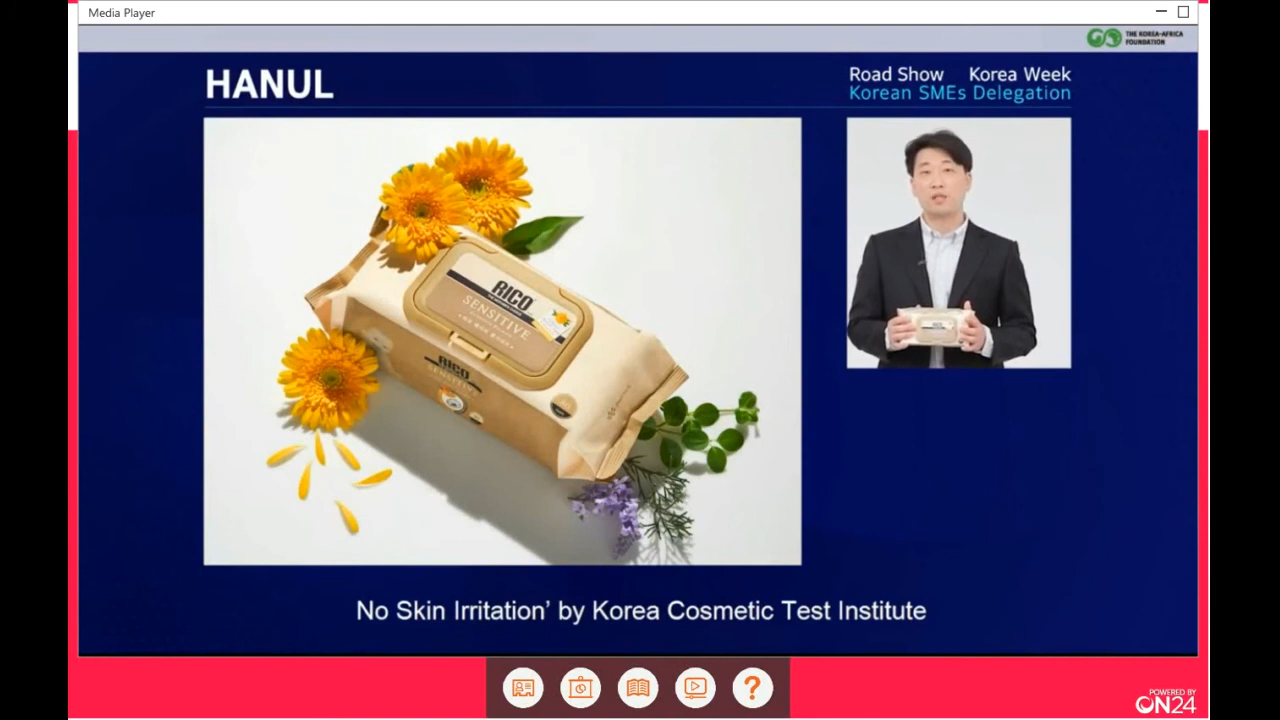 Media Player
THE KOREA-AFRICA
FOUNDATION
HANUL
Road Show Korea Week
Korean SMEs Delegation
RICO
SENSITIVE
RICO
SENSITIVE
No Skin Irritation’ by Korea Cosmetic Test Institute
?
POWERED BY
ON24